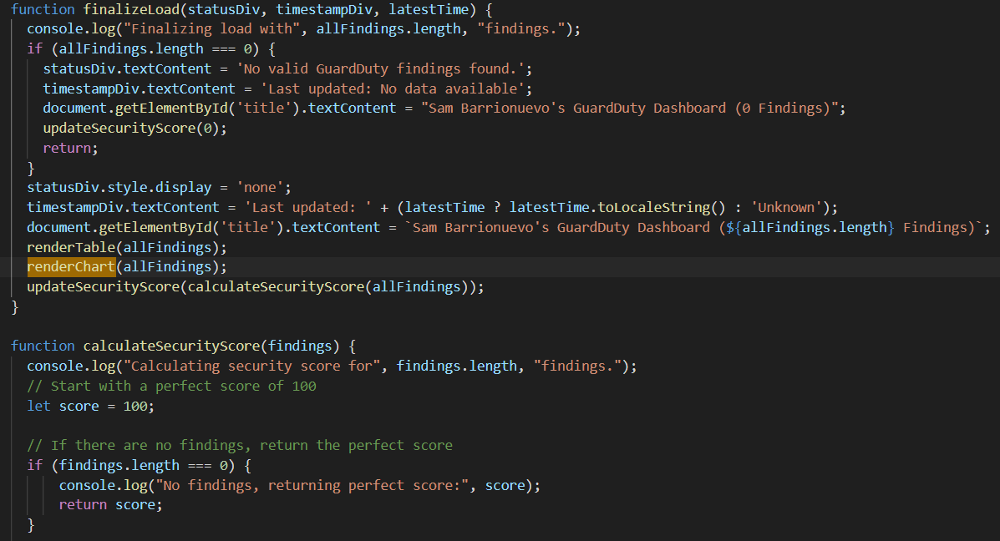 function finalizeLoad(statusDiv, timestampDiv, latestTime) {
console.log("Finalizing load with", allFindings.length, "findings.");
if (allFindings.length === 0) {
statusDiv.textContent = 'No valid GuardDuty findings found.';
timestampDiv.textContent = 'Last updated: No data available';
document.getElementById('title').textContent = "Sam Barrionuevo's GuardDuty Dashboard (0 Findings)";
updateSecurityScore(0);
return;
}
statusDiv.style.display = 'none';
timestampDiv.textContent = 'Last updated: ' + (latestTime ? latestTime.toLocaleString() : 'Unknown');
document.getElementById('title').textContent = `Sam Barrionuevo's GuardDuty Dashboard (${allFindings.length} Findings)`;
renderTable(allFindings);
renderChart(allFindings);
updateSecurityScore(calculateSecurityScore(allFindings));
}
function calculateSecurityScore(findings) {
console.log("Calculating security score for", findings.length, "findings.");
// Start with a perfect score of 100
let score = 100;
// If there are no findings, return the perfect score
if (findings.length === 0) {
console.log("No findings, returning perfect score:", score);
return score;
}